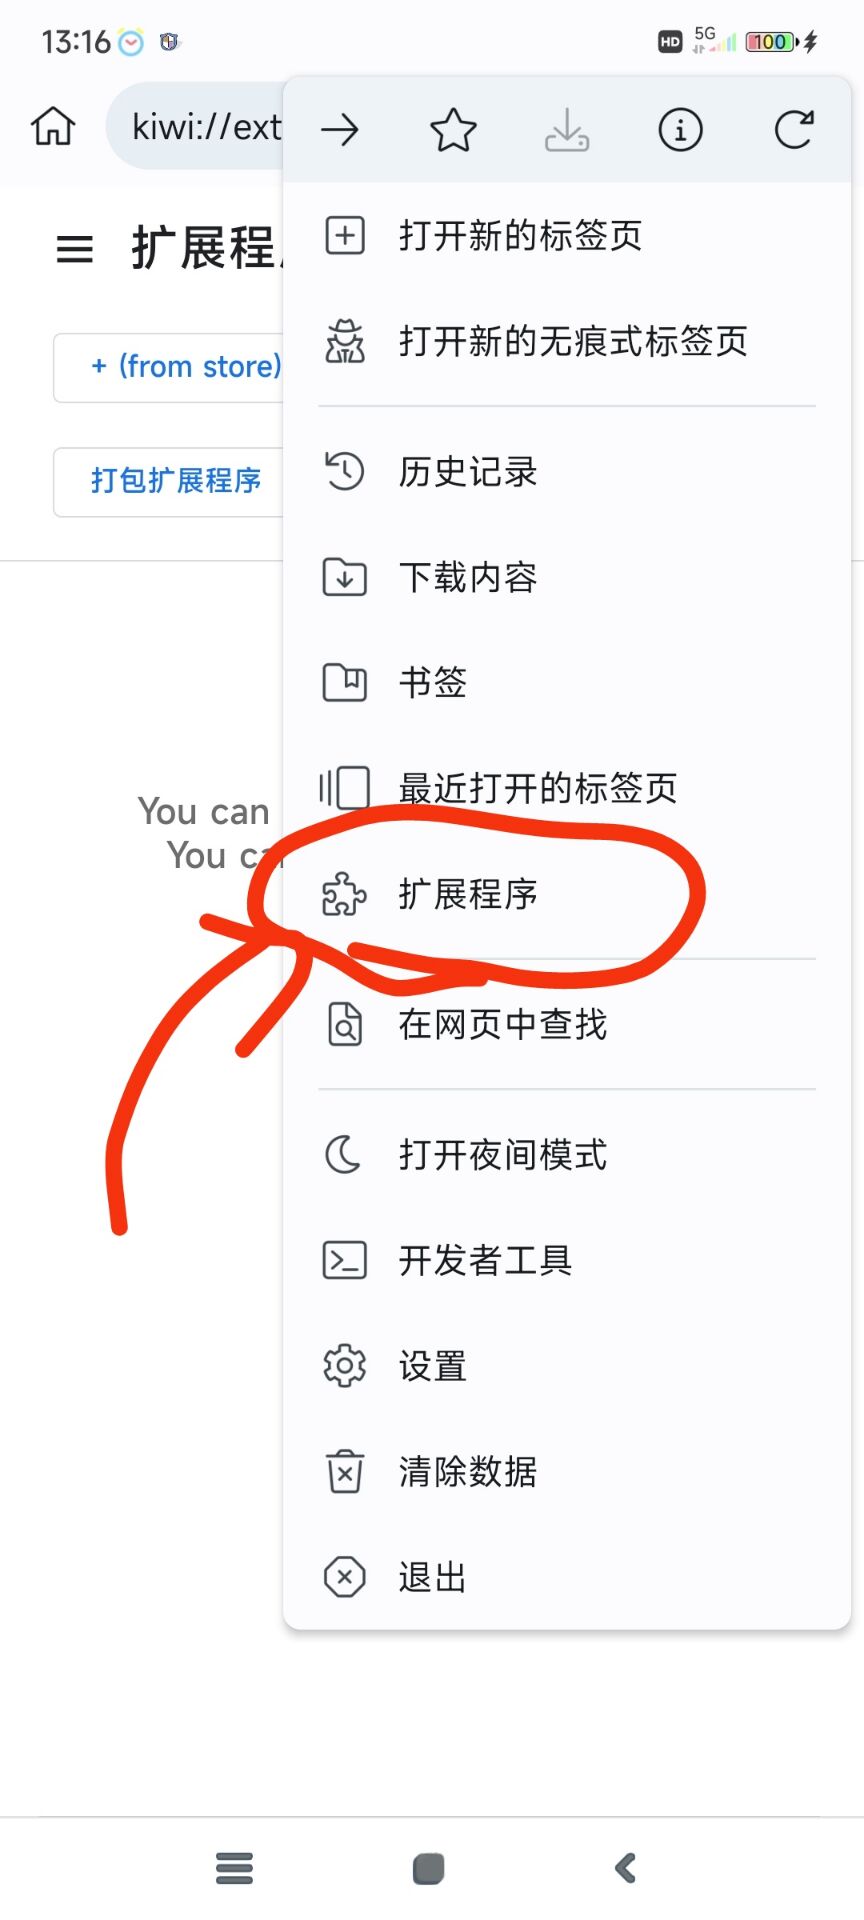 13:16
HD 5G 100
kiwi://ext
扩展程
+ (from store)
打包扩展程序
You can
You ca
打开新的标签页
打开新的无痕式标签页
历史记录
下载内容
书签
最近打开的标签页
扩展程序
在网页中查找
打开夜间模式
开发者工具
设置
清除数据
退出